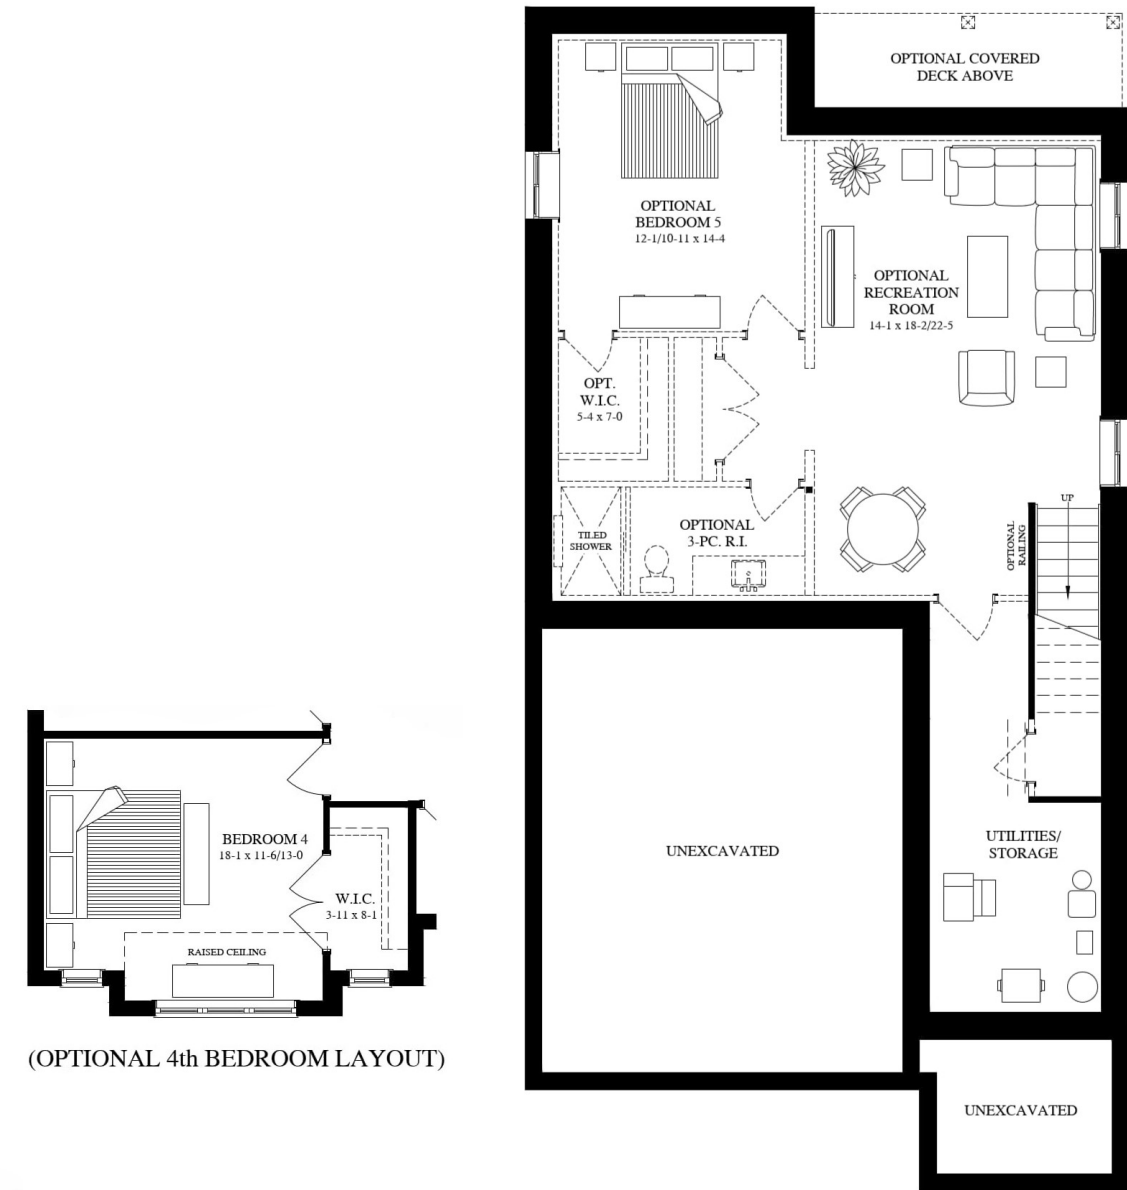 OPTIONAL COVERED
DECK ABOVE
OPTIONAL
BEDROOM 5
12-1/10-11 x 14-4
OPTIONAL
RECREATION
ROOM
14-1 x 18-2/22-5
OPT.
W.I.C.
5-4 x 7-0
TILED
SHOWER
OPTIONAL
3-PC. R.I.
UP
OPTIONAL
RAILING
UNEXCAVATED
UTILITIES/
STORAGE
UNEXCAVATED
BEDROOM 4
18-1 x 11-6/13-0
W.I.C.
3-11 x 8-1
RAISED CEILING
(OPTIONAL 4th BEDROOM LAYOUT)